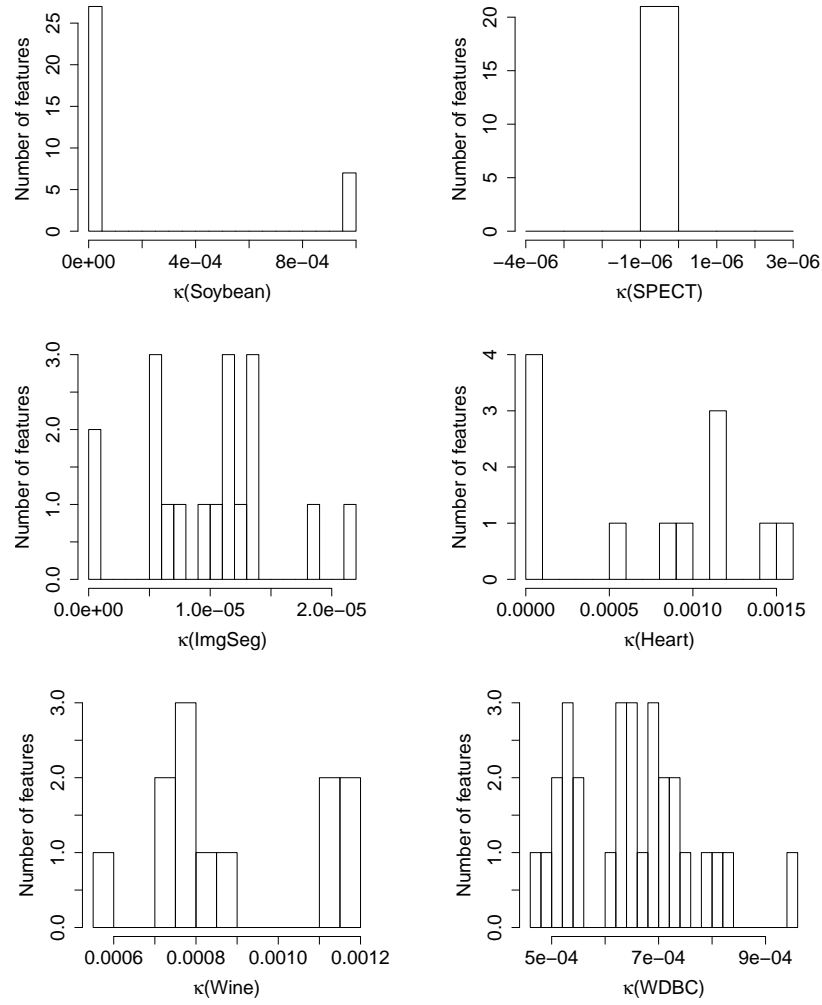 Number of features
0 5 10 15 20 25
0e+00 4e−04 8e−04
κ(Soybean)
Number of features
0 5 10 15 20
−4e−06 −1e−06 1e−06 3e−06
κ(SPECT)
Number of features
0.0 1.0 2.0 3.0
0.0e+00 1.0e−05 2.0e−05
κ(ImgSeg)
Number of features
0 1 2 3 4
0.0000 0.0005 0.0010 0.0015
κ(Heart)
Number of features
0.0 1.0 2.0 3.0
0.0006 0.0008 0.0010 0.0012
κ(Wine)
Number of features
0.0 1.0 2.0 3.0
5e−04 7e−04 9e−04
κ(WDBC)